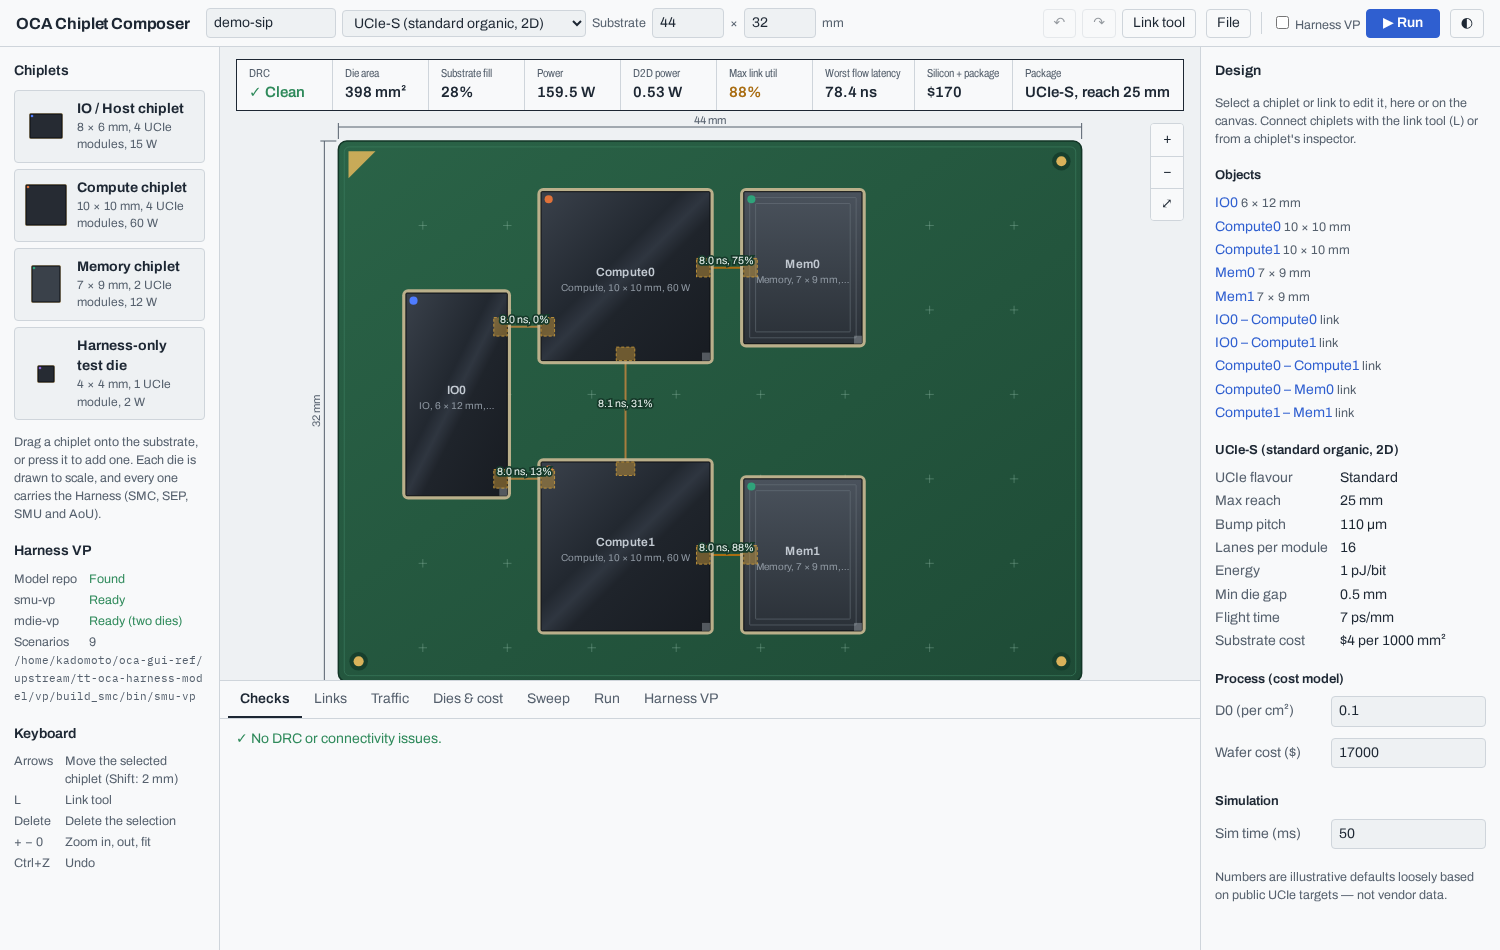 OCA Chiplet Composer
demo-sip
UCIe-S (standard organic, 2D)
Substrate 44 × 32 mm
Link tool
File
Harness VP
▶ Run
Chiplets
IO / Host chiplet
8 × 6 mm, 4 UCIe
modules, 15 W
Compute chiplet
10 × 10 mm, 4 UCIe
modules, 60 W
Memory chiplet
7 × 9 mm, 2 UCIe
modules, 12 W
Harness-only
test die
4 × 4 mm, 1 UCIe
module, 2 W
Drag a chiplet onto the substrate,
or press it to add one. Each die is
drawn to scale, and every one
carries the Harness (SMC, SEP,
SMU and AoU).
Harness VP
Model repo Found
smu-vp Ready
mdie-vp Ready (two dies)
Scenarios 9
/home/kadomoto/oca-gui-ref/
upstream/tt-oca-harness-mod
el/vp/build_smc/bin/smu-vp
Keyboard
Arrows Move the selected
chiplet (Shift: 2 mm)
L Link tool
Delete Delete the selection
+ − 0 Zoom in, out, fit
Ctrl+Z Undo
DRC
✓ Clean
Die area
398 mm²
Substrate fill
28%
Power
159.5 W
D2D power
0.53 W
Max link util
88%
Worst flow latency
78.4 ns
Silicon + package
$170
Package
UCIe-S, reach 25 mm
44 mm
32 mm
+
−
⤢
Compute0
Compute, 10 × 10 mm, 60 W
8.0 ns, 75%
Mem0
Memory, 7 × 9 mm,...
8.0 ns, 0%
IO0
IO, 6 × 12 mm,...
8.1 ns, 31%
8.0 ns, 13%
Compute1
Compute, 10 × 10 mm, 60 W
8.0 ns, 88%
Mem1
Memory, 7 × 9 mm,...
Checks
Links
Traffic
Dies & cost
Sweep
Run
Harness VP
✓ No DRC or connectivity issues.
Design
Select a chiplet or link to edit it, here or on the
canvas. Connect chiplets with the link tool (L) or
from a chiplet's inspector.
Objects
IO0 6 × 12 mm
Compute0 10 × 10 mm
Compute1 10 × 10 mm
Mem0 7 × 9 mm
Mem1 7 × 9 mm
IO0 – Compute0 link
IO0 – Compute1 link
Compute0 – Compute1 link
Compute0 – Mem0 link
Compute1 – Mem1 link
UCIe-S (standard organic, 2D)
UCIe flavour Standard
Max reach 25 mm
Bump pitch 110 µm
Lanes per module 16
Energy 1 pJ/bit
Min die gap 0.5 mm
Flight time 7 ps/mm
Substrate cost $4 per 1000 mm²
Process (cost model)
D0 (per cm²) 0.1
Wafer cost ($) 17000
Simulation
Sim time (ms) 50
Numbers are illustrative defaults loosely based
on public UCIe targets — not vendor data.